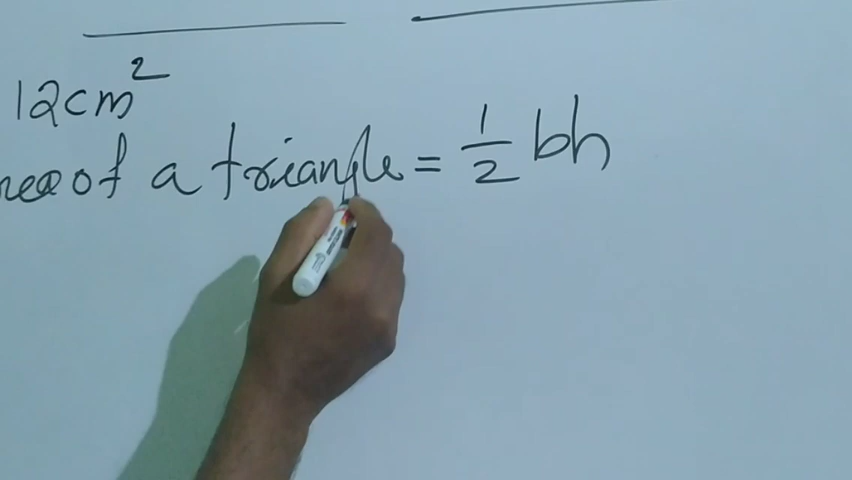 12cm²
of a triangle = 1/2 bh